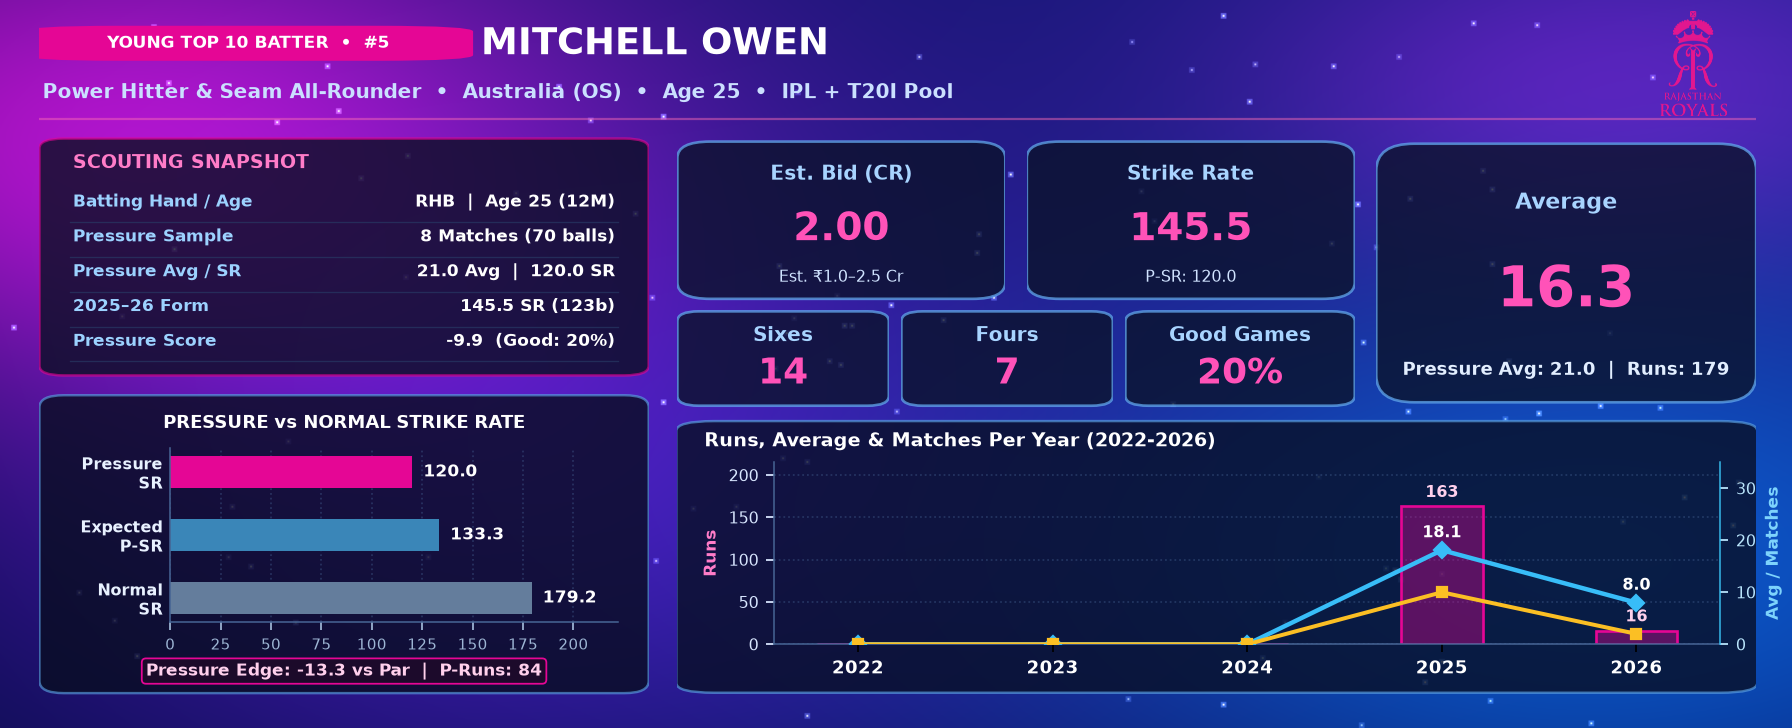 YOUNG TOP 10 BATTER • #5
MITCHELL OWEN
Power Hitter & Seam All-Rounder • Australia (OS) • Age 25 • IPL + T20I Pool
RAJASTHAN
ROYALS
SCOUTING SNAPSHOT
Batting Hand / Age RHB | Age 25 (12M)
Pressure Sample 8 Matches (70 balls)
Pressure Avg / SR 21.0 Avg | 120.0 SR
2025–26 Form 145.5 SR (123b)
Pressure Score -9.9 (Good: 20%)
Est. Bid (CR)
2.00
Est. ₹1.0–2.5 Cr
Strike Rate
145.5
P-SR: 120.0
Average
16.3
Pressure Avg: 21.0 | Runs: 179
Sixes
14
Fours
7
Good Games
20%
PRESSURE vs NORMAL STRIKE RATE
Pressure
SR
120.0
Expected
P-SR
133.3
Normal
SR
179.2
0 25 50 75 100 125 150 175 200
Pressure Edge: -13.3 vs Par | P-Runs: 84
Runs, Average & Matches Per Year (2022-2026)
Runs
200
150
100
50
0
163
18.1
8.0
16
30
20
10
0
Avg / Matches
2022 2023 2024 2025 2026